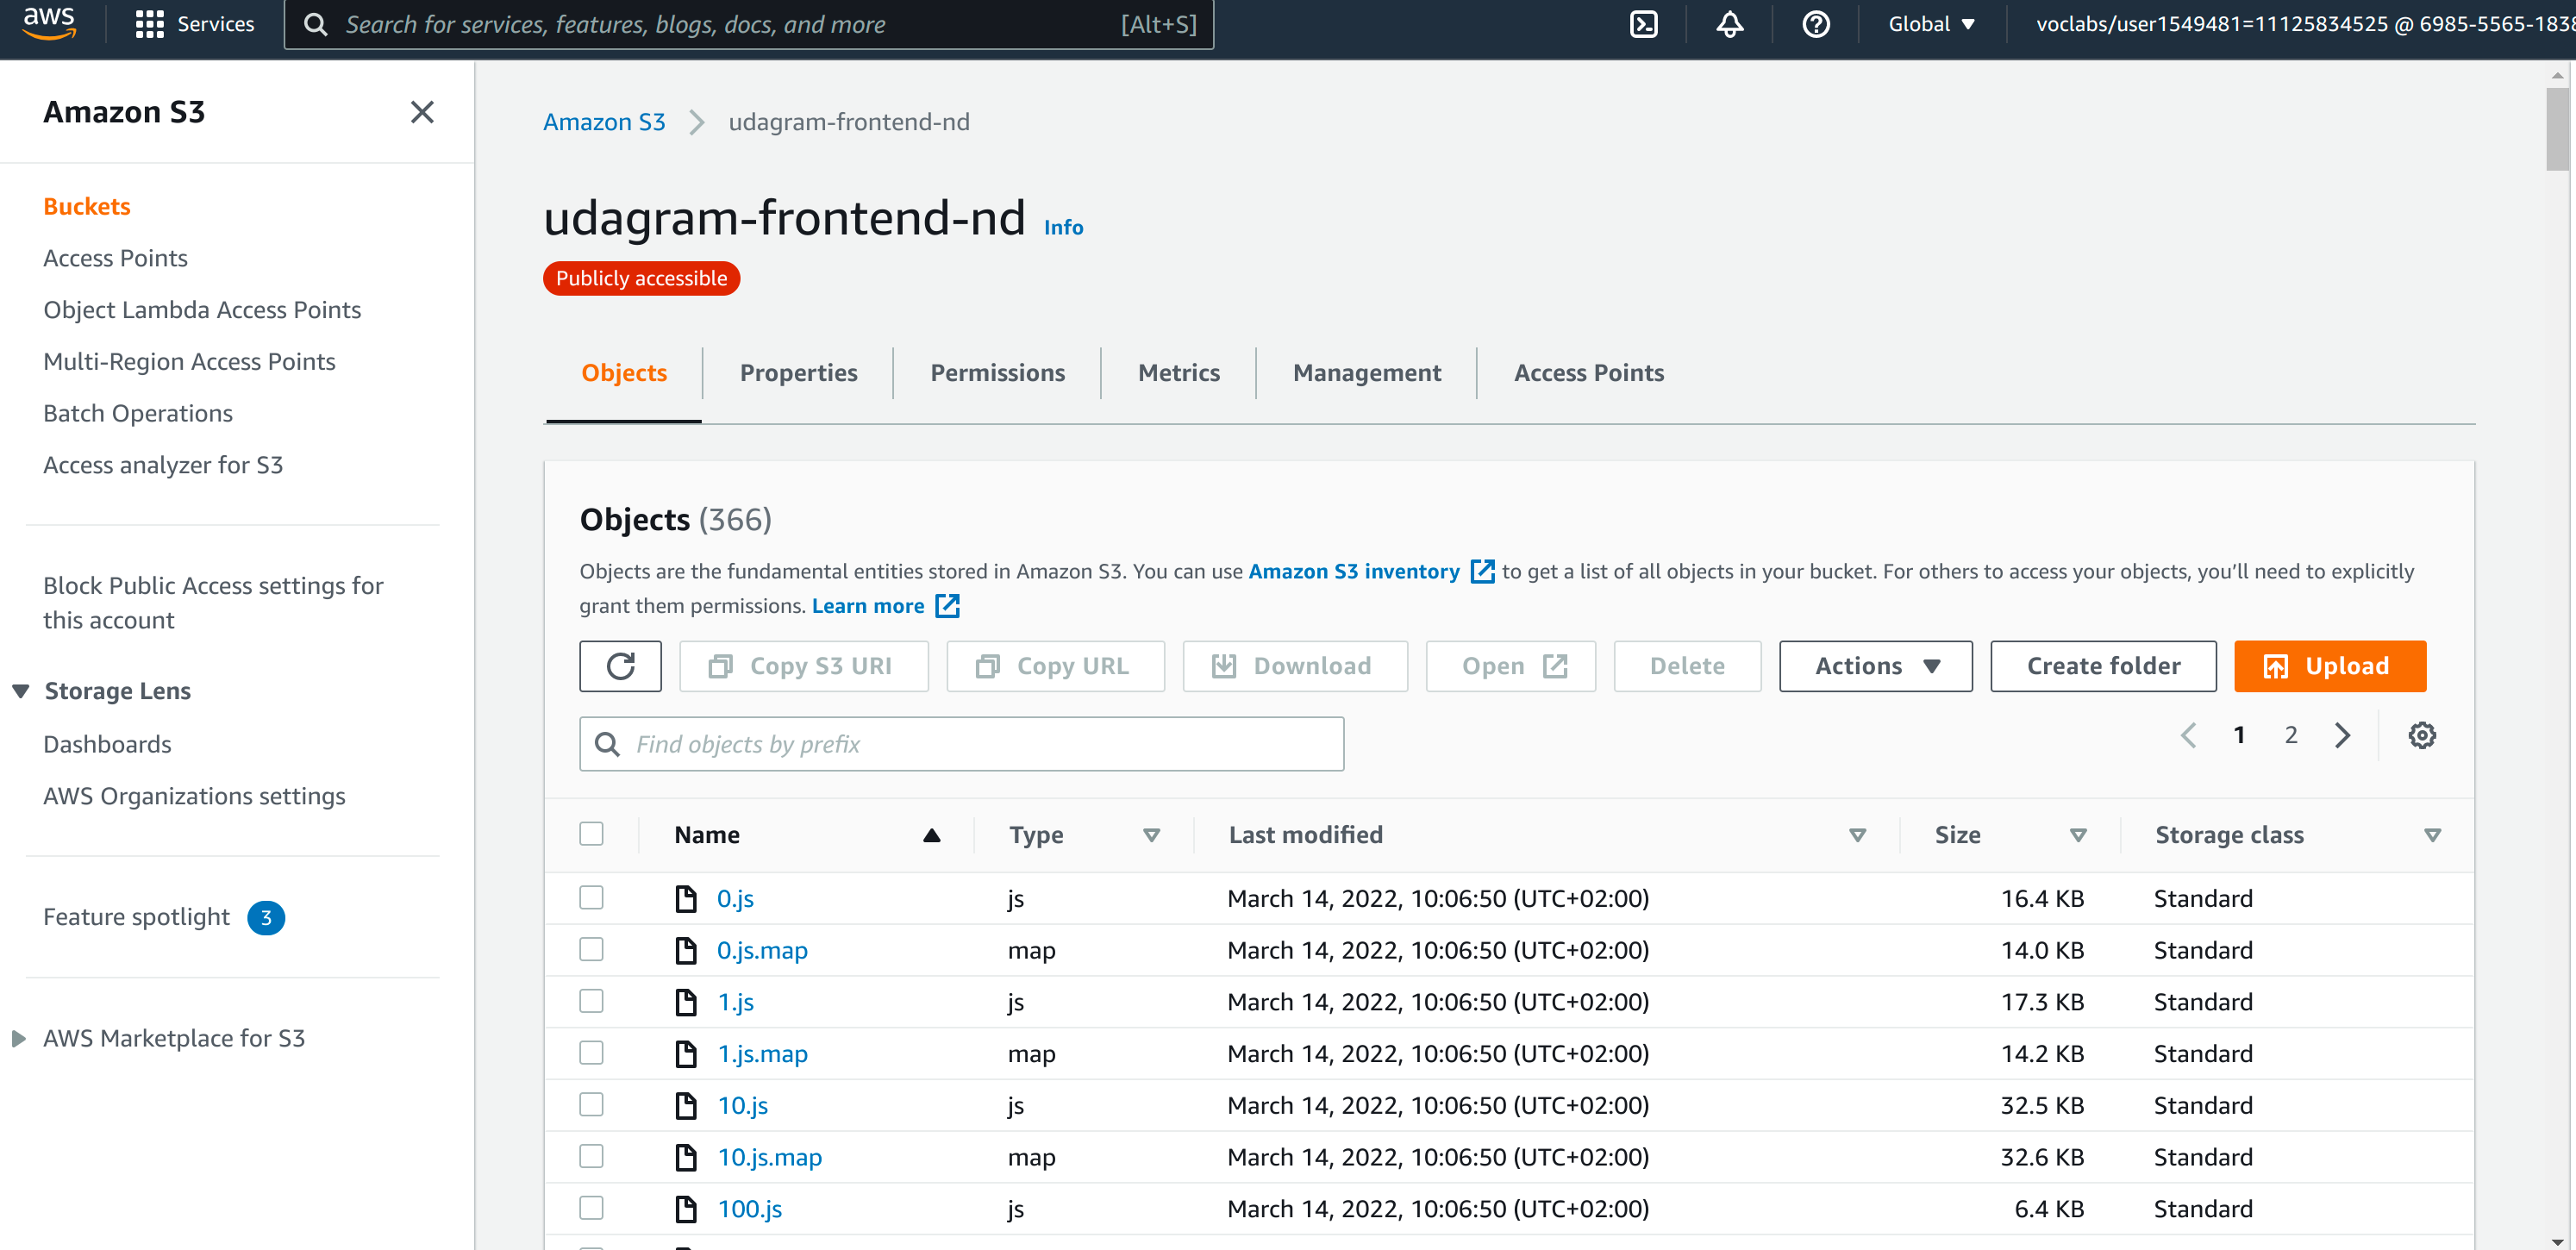 aws
Services
Search for services, features, blogs, docs, and more
[Alt+S]
Global
voclabs/user1549481=11125834525 @ 6985-5565-183
Amazon S3
Buckets
Access Points
Object Lambda Access Points
Multi-Region Access Points
Batch Operations
Access analyzer for S3
Block Public Access settings for
this account
Storage Lens
Dashboards
AWS Organizations settings
Feature spotlight 3
AWS Marketplace for S3
Amazon S3 udagram-frontend-nd
udagram-frontend-nd Info
Publicly accessible
Objects Properties Permissions Metrics Management Access Points
Objects (366)
Objects are the fundamental entities stored in Amazon S3. You can use Amazon S3 inventory to get a list of all objects in your bucket. For others to access your objects, you’ll need to explicitly
grant them permissions. Learn more
Copy S3 URI Copy URL Download Open Delete Actions Create folder Upload
Find objects by prefix
1 2
Name Type Last modified Size Storage class
0.js js March 14, 2022, 10:06:50 (UTC+02:00) 16.4 KB Standard
0.js.map map March 14, 2022, 10:06:50 (UTC+02:00) 14.0 KB Standard
1.js js March 14, 2022, 10:06:50 (UTC+02:00) 17.3 KB Standard
1.js.map map March 14, 2022, 10:06:50 (UTC+02:00) 14.2 KB Standard
10.js js March 14, 2022, 10:06:50 (UTC+02:00) 32.5 KB Standard
10.js.map map March 14, 2022, 10:06:50 (UTC+02:00) 32.6 KB Standard
100.js js March 14, 2022, 10:06:50 (UTC+02:00) 6.4 KB Standard